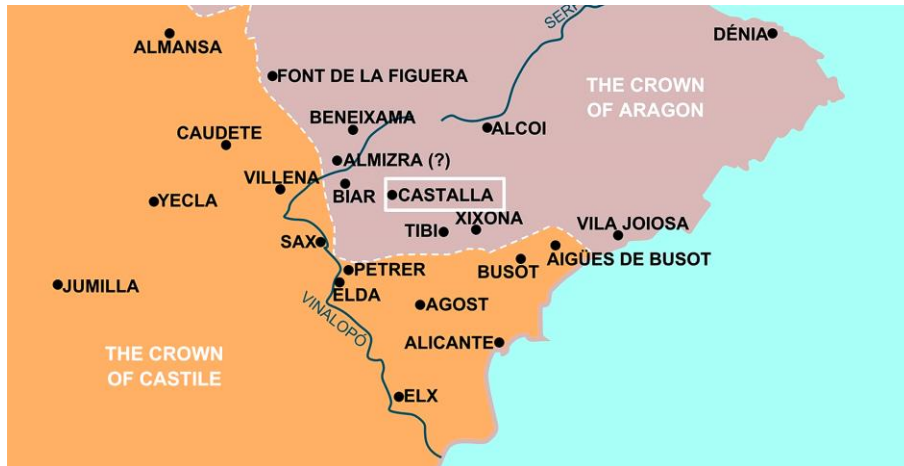 SERP
DÉNIA
ALMANSA
FONT DE LA FIGUERA
THE CROWN
OF ARAGON
BENEIXAMA
ALCOI
CAUDETE
ALMIZRA (?)
VILLENA
BIAR
CASTALLA
YECLA
XIXONA
TIBI
VILA JOIOSA
SAX
AIGÜES DE BUSOT
PETRER
BUSOT
ELDA
JUMILLA
AGOST
VINALOPÓ
ALICANTE
THE CROWN
OF CASTILE
ELX